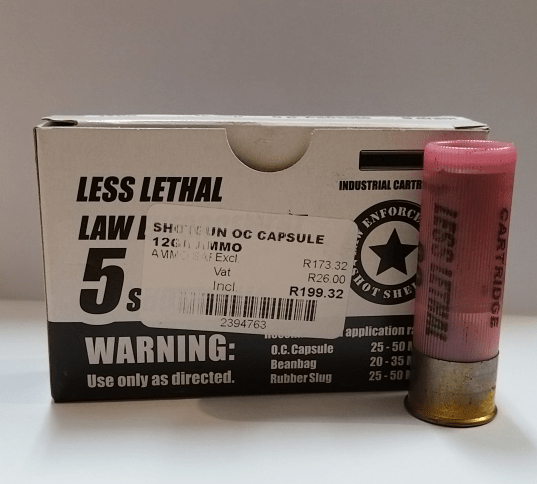 LESS LETHAL
LAW
5 S
SHOTGUN OC CAPSULE
12G AMMO
Excl R173.32
Vat R26.00
Incl. R199.32
2394763
INDUSTRIAL CARTR
ENFORCE
SHOT SHE
WARNING:
Use only as directed.
application ra
O.C.Capsule 25-50 M
Beanbag 20-35 M
Rubber Slug 25-50 M
LESS LETHAL
CARTRIDGE